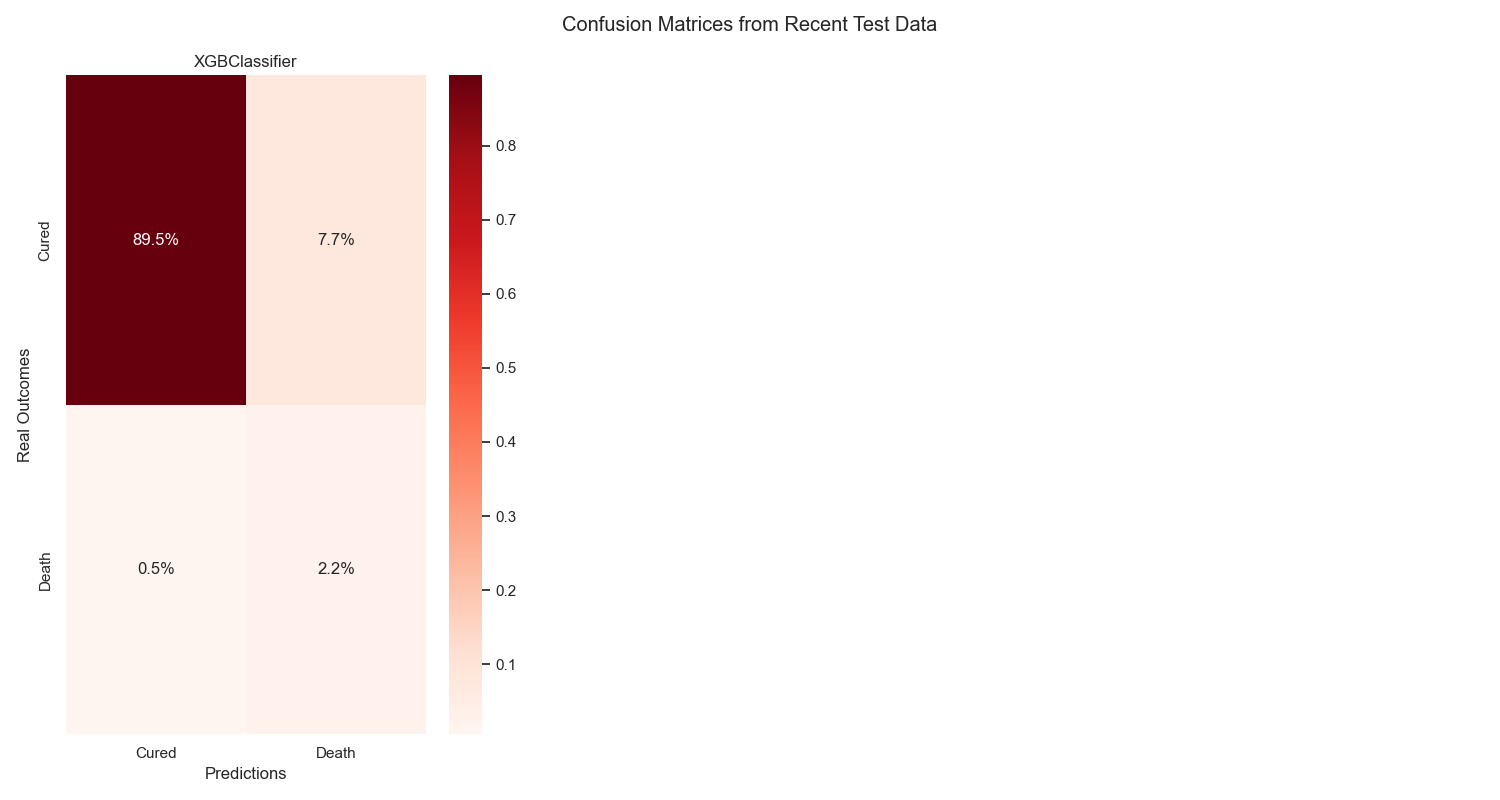 Confusion Matrices from Recent Test Data
XGBClassifier
Real Outcomes
Cured
89.5%
7.7%
Death
0.5%
2.2%
Cured
Death
Predictions
0.8
0.7
0.6
0.5
0.4
0.3
0.2
0.1